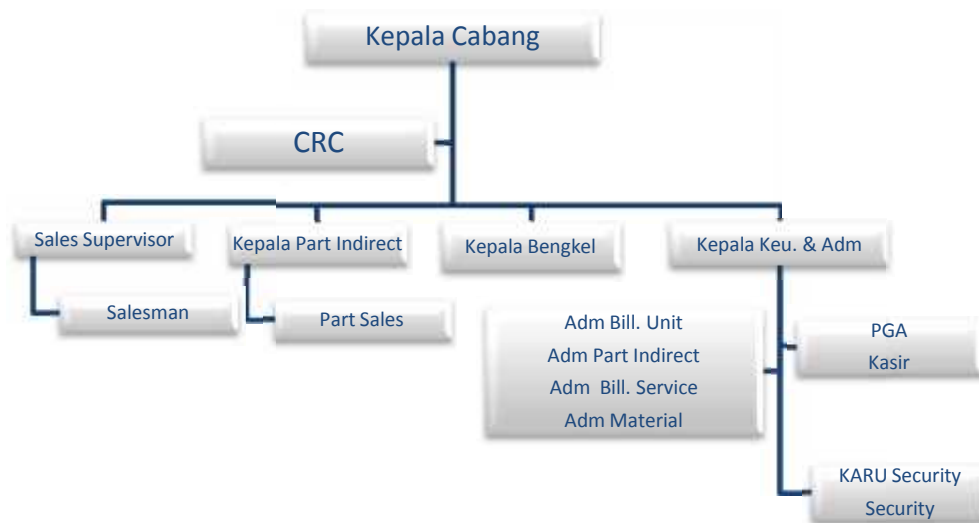 Kepala Cabang
CRC
Sales Supervisor
Kepala Part Indirect
Kepala Bengkel
Kepala Keu. & Adm
Salesman
Part Sales
Adm Bill. Unit
Adm Part Indirect
Adm Bill. Service
Adm Material
PGA
Kasir
KARU Security
Security